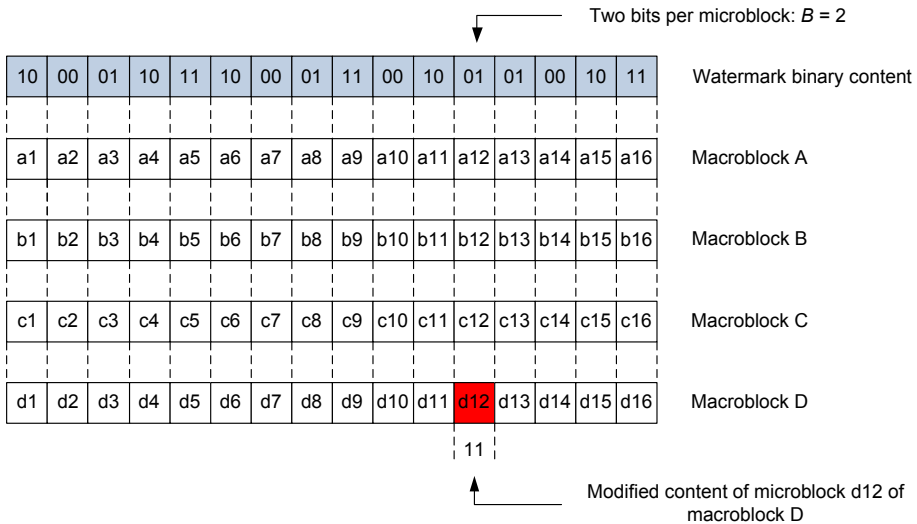 Two bits per microblock: B = 2
10 00 01 10 11 10 00 01 11 00 10 01 01 00 10 11 Watermark binary content
a1 a2 a3 a4 a5 a6 a7 a8 a9 a10 a11 a12 a13 a14 a15 a16 Macroblock A
b1 b2 b3 b4 b5 b6 b7 b8 b9 b10 b11 b12 b13 b14 b15 b16 Macroblock B
c1 c2 c3 c4 c5 c6 c7 c8 c9 c10 c11 c12 c13 c14 c15 c16 Macroblock C
d1 d2 d3 d4 d5 d6 d7 d8 d9 d10 d11 d12 d13 d14 d15 d16 Macroblock D
11
Modified content of microblock d12 of
macroblock D